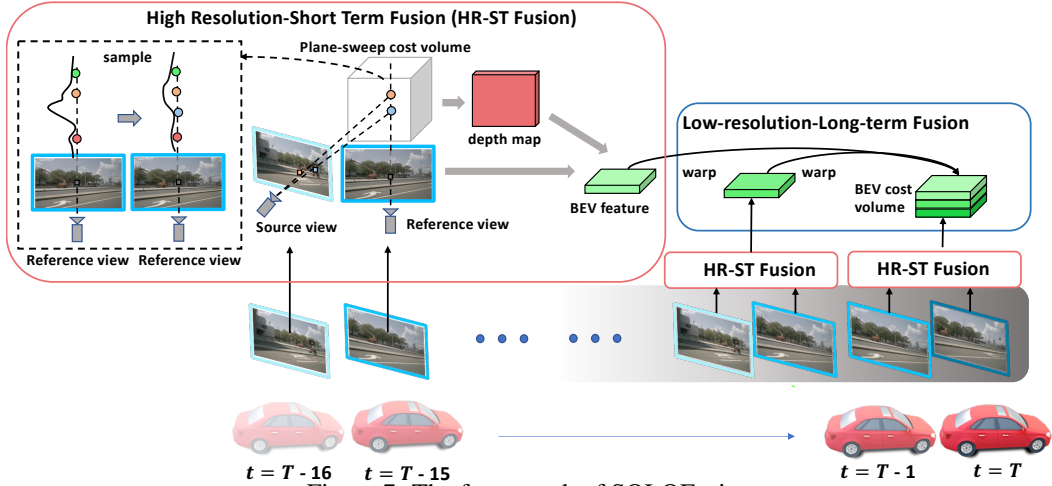 High Resolution-Short Term Fusion (HR-ST Fusion)
sample
Plane-sweep cost volume
depth map
Low-resolution-Long-term Fusion
warp
warp
BEV cost
volume
BEV feature
Source view
Reference view
Reference view
Reference view
HR-ST Fusion
HR-ST Fusion
t = T - 16
t = T - 15
t = T - 1
t = T